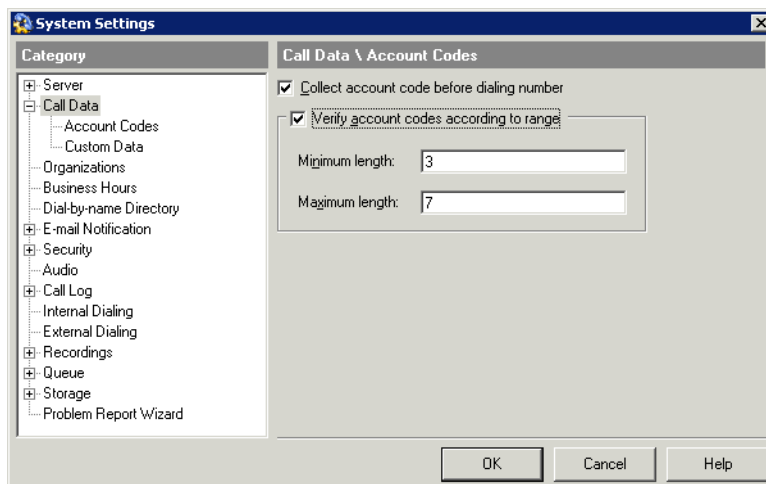 System Settings
Category
Server
Call Data
Account Codes
Custom Data
Organizations
Business Hours
Dial-by-name Directory
E-mail Notification
Security
Audio
Call Log
Internal Dialing
External Dialing
Recordings
Queue
Storage
Problem Report Wizard
Call Data \ Account Codes
Collect account code before dialing number
Verify account codes according to range
Minimum length: 3
Maximum length: 7
OK Cancel Help